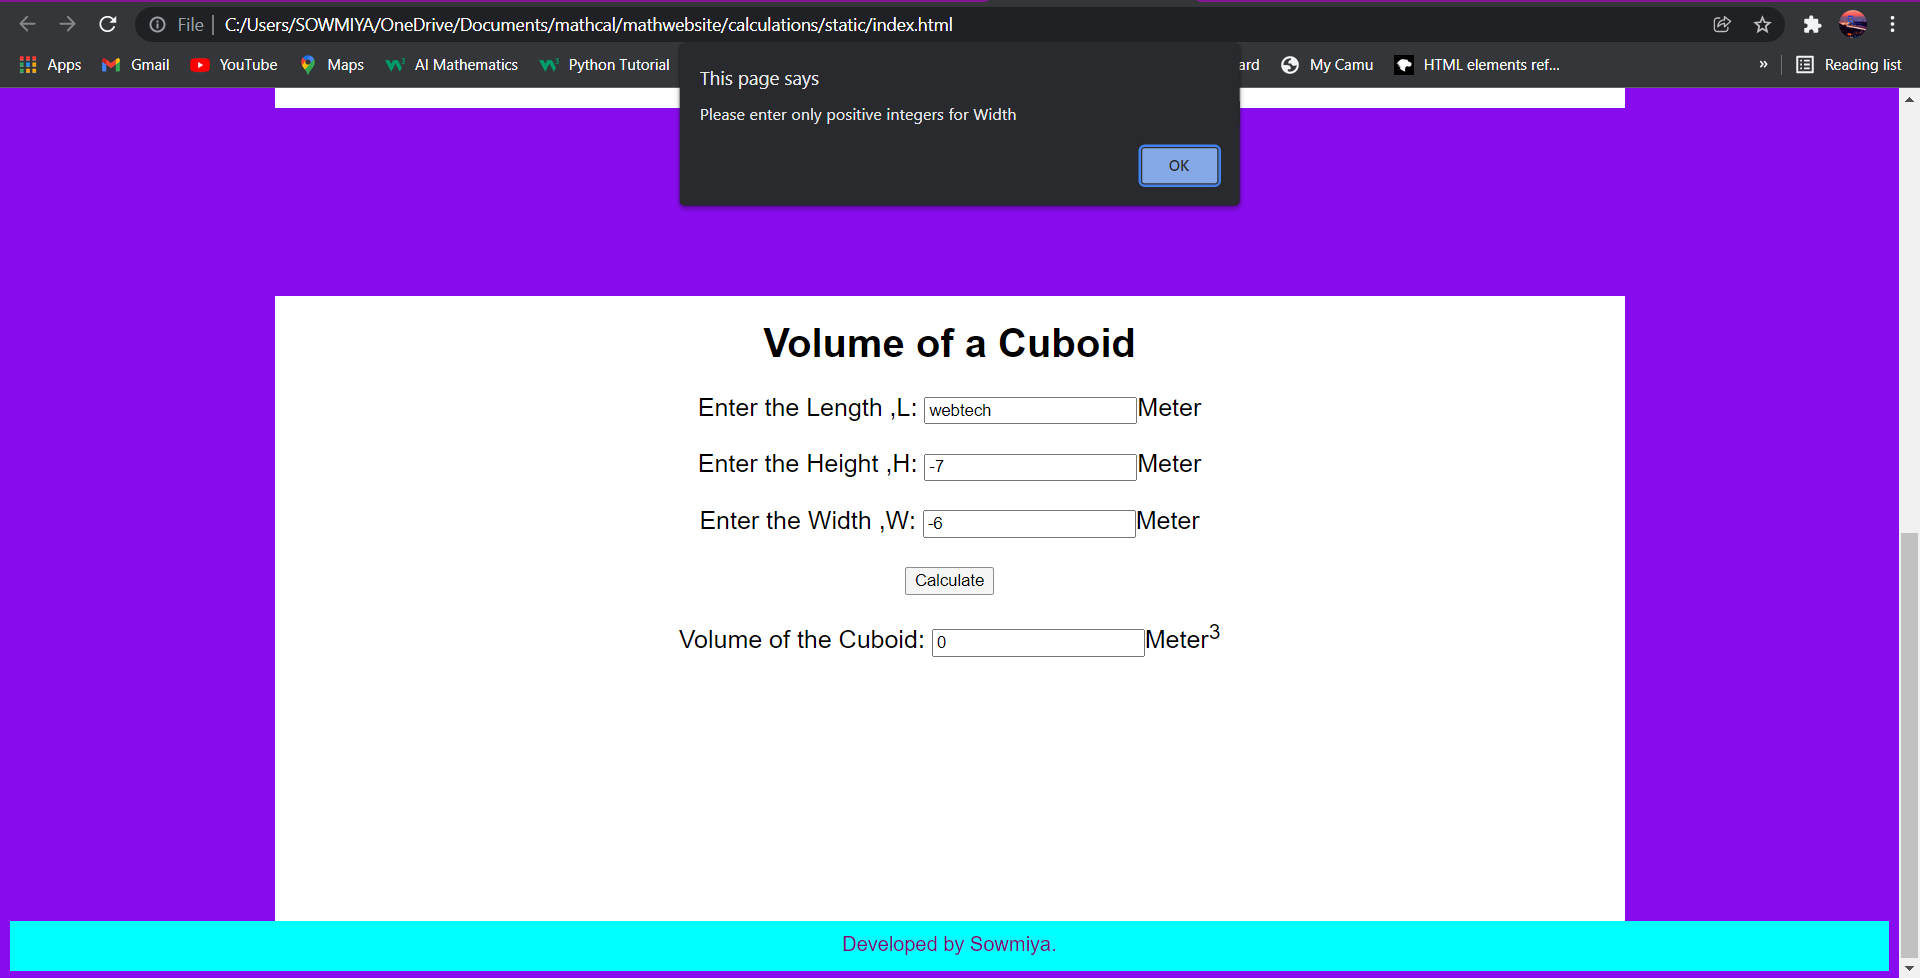 File | C:/Users/SOWMIYA/OneDrive/Documents/mathcal/mathwebsite/calculations/static/index.html
Apps Gmail YouTube Maps AI Mathematics Python Tutorial ard My Camu HTML elements ref... » Reading list
This page says
Please enter only positive integers for Width
OK
Volume of a Cuboid
Enter the Length ,L: webtech Meter
Enter the Height ,H: -7 Meter
Enter the Width ,W: -6 Meter
Calculate
Volume of the Cuboid: 0 Meter³
Developed by Sowmiya.